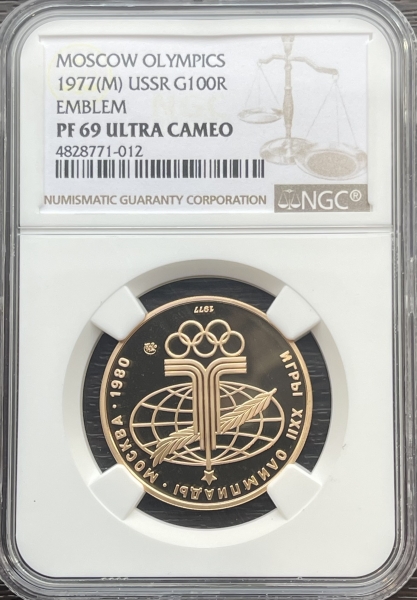 MOSCOW OLYMPICS
1977(M) USSR G100R
EMBLEM
PF 69 ULTRA CAMEO
4828771-012
NUMISMATIC GUARANTY CORPORATION
NGC®
1977
ИГРЫ XXII ОЛИМПИАДЫ · МОСКВА · 1980